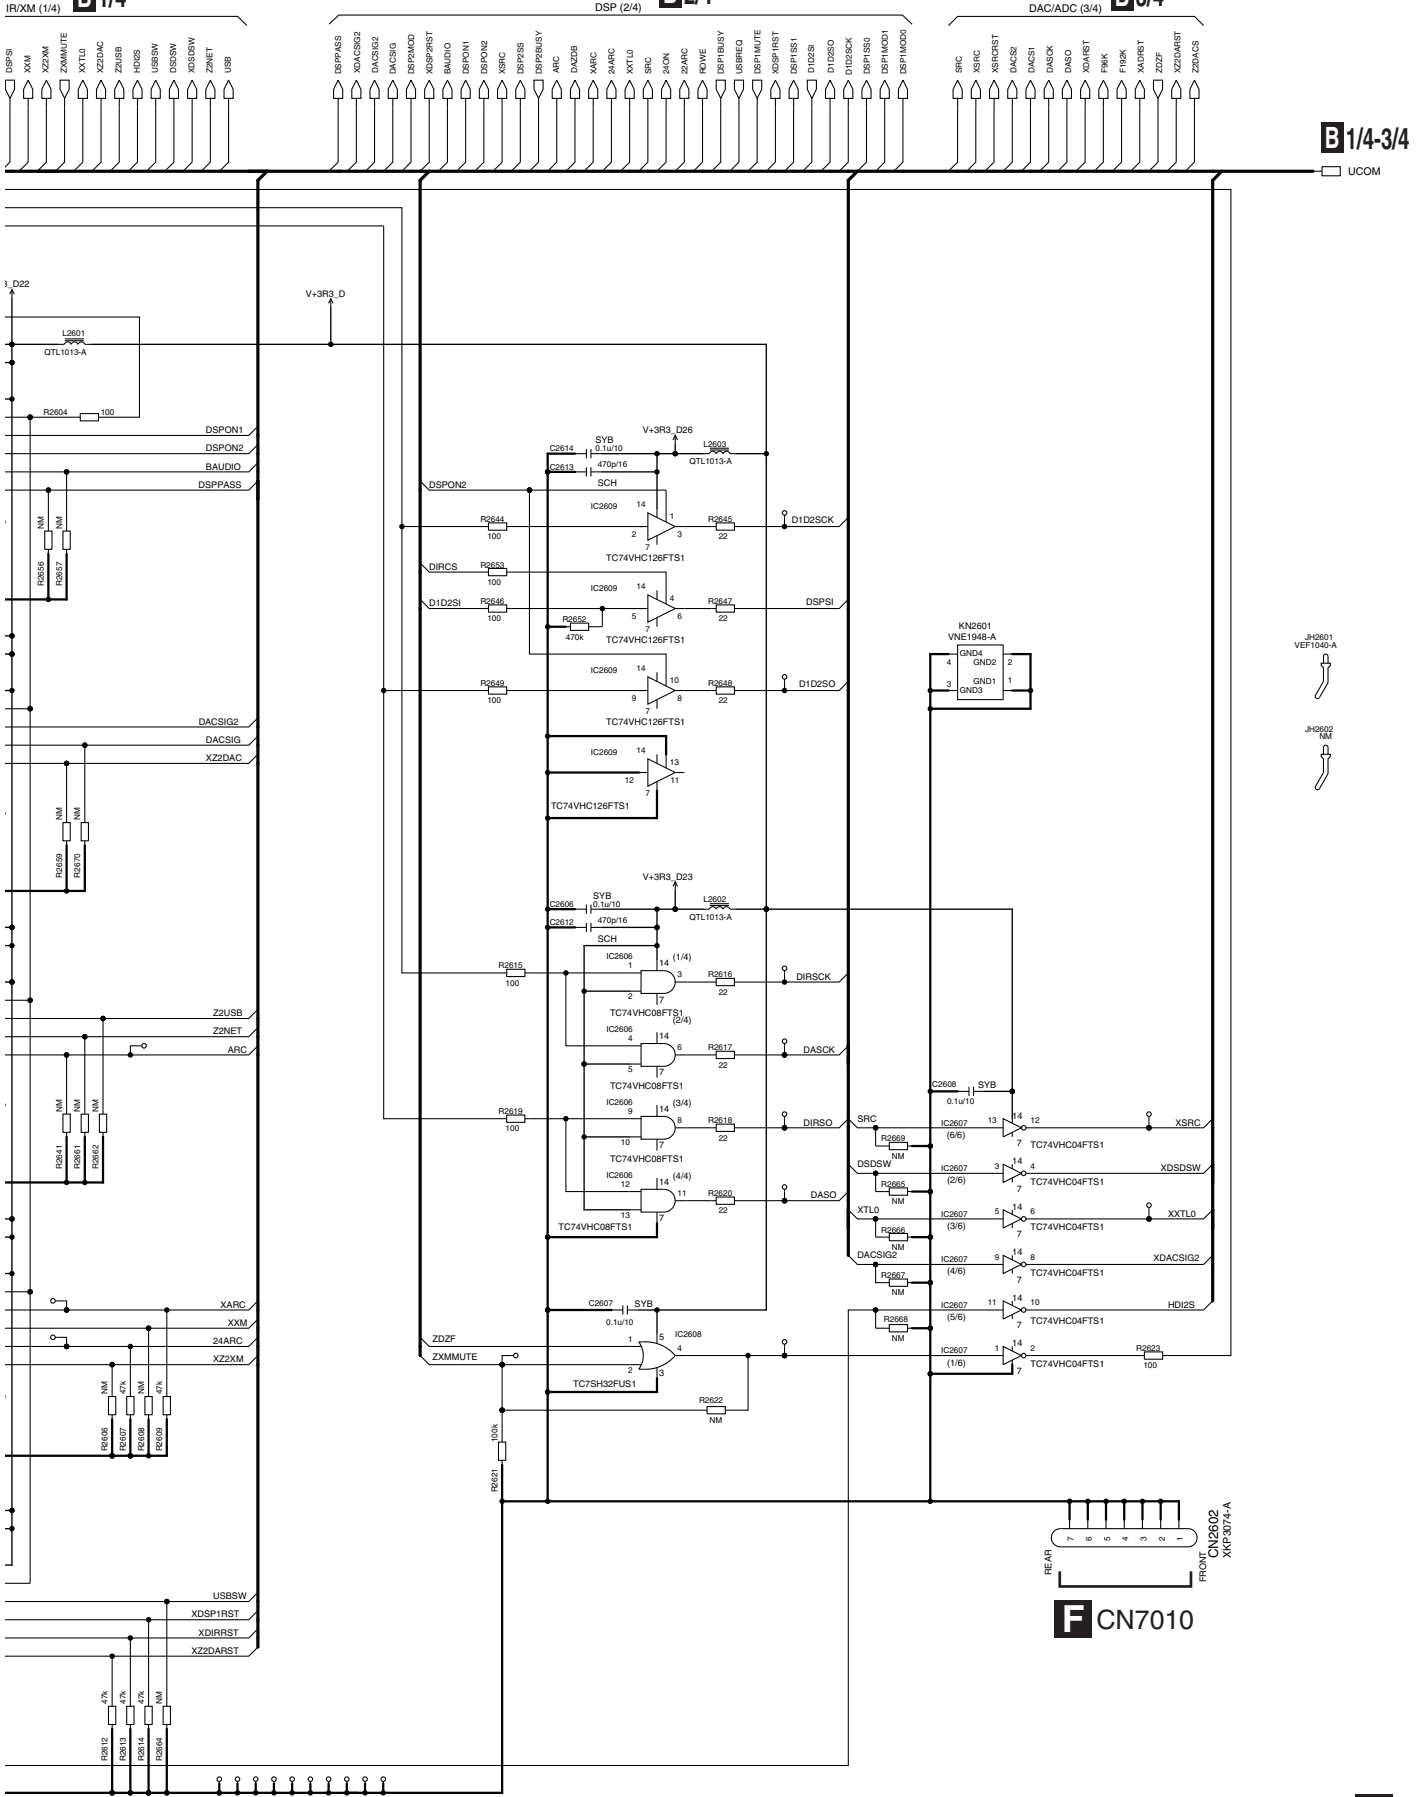 IR/XM (1/4)
DSP (2/4)
DAC/ADC (3/4)
DSPSI
XXM
XZ2XM
ZXMMUTE
XXTL0
XZ2DAC
Z2USB
HDI2S
USBSW
DSDSW
XDSDSW
Z2NET
USB
DSPPASS
XDACSIG2
DACSIG2
DACSIG
DSP2MOD
XDSP2RST
BAUDIO
DSPON1
DSPON2
XSRC
DSP2SS
DSP2BUSY
ARC
DAZDB
XARC
24ARC
XXTL0
SRC
24ON
22ARC
ROWE
DSP1BUSY
USBREQ
DSP1MUTE
XDSP1RST
DSP1SS1
D1D2SI
D1D2SO
D1D2SCK
DSP1SS0
DSP1MOD1
DSP1MOD0
SRC
XSRC
XSRCRST
DACS2
DACS1
DASCK
DASO
XDARST
F96K
F192K
XADRST
ZDZF
XZ2DARST
Z2DACS
B 1/4-3/4
UCOM
V+3R3_D
L2601
QTL1013-A
R2604 100
DSPON1
DSPON2
BAUDIO
DSPPASS
NM NM
R2656 R2657
DACSIG2
DACSIG
XZ2DAC
NM NM
R2659 R2670
Z2USB
Z2NET
ARC
NM NM NM
R2641 R2661 R2662
XARC
XXM
24ARC
XZ2XM
NM 47k NM 47k
R2606 R2607 R2608 R2609
USBSW
XDSP1RST
XDIRRST
XZ2DARST
47k 47k 47k NM
R2612 R2613 R2614 R2664
V+3R3_D26
C2614 SYB 0.1u/10
C2613 470p/16
SCH
L2603
QTL1013-A
DSPON2
R2644 100
IC2609 14 1 2 3 7
TC74VHC126FTS1
R2645 22
D1D2SCK
DIRCS
R2653 100
D1D2SI
R2646 100
R2652 470k
IC2609 14 4 5 6 7
TC74VHC126FTS1
R2647 22
DSPSI
R2649 100
IC2609 14 10 9 8 7
TC74VHC126FTS1
R2648 22
D1D2SO
IC2609 14 13 12 11 7
TC74VHC126FTS1
KN2601
VNE1948-A
GND4 4
GND2 2
GND1 1
3 GND3
JH2601
VEF1040-A
JH2602
NM
V+3R3_D23
C2606 SYB 0.1u/10
C2612 470p/16
SCH
L2602
QTL1013-A
R2615 100
IC2606 (1/4) 1 14 3 2 7
TC74VHC08FTS1
R2616 22
DIRSCK
IC2606 (2/4) 4 14 6 5 7
TC74VHC08FTS1
R2617 22
DASCK
R2619 100
IC2606 (3/4) 9 14 8 10 7
TC74VHC08FTS1
R2618 22
DIRSO
IC2606 (4/4) 12 14 11 13 7
TC74VHC08FTS1
R2620 22
DASO
C2608 SYB
0.1u/10
SRC
R2669 NM
IC2607 (6/6) 13 14 12 7
TC74VHC04FTS1
XSRC
DSDSW
R2665 NM
IC2607 (2/6) 3 14 4 7
TC74VHC04FTS1
XDSDSW
XTL0
R2666 NM
IC2607 (3/6) 5 14 6 7
TC74VHC04FTS1
XXTL0
DACSIG2
R2667 NM
IC2607 (4/6) 9 14 8 7
TC74VHC04FTS1
XDACSIG2
R2668 NM
IC2607 (5/6) 11 14 10 7
TC74VHC04FTS1
HDI2S
IC2607 (1/6) 1 14 2 7
TC74VHC04FTS1
R2623 100
C2607 SYB
0.1u/10
ZDZF
ZXMMUTE
1 5 IC2608 4 2 3
TC7SH32FUS1
R2622 NM
100k
R2621
7 6 5 4 3 2 1
REAR
FRONT
CN2602
XKP3074-A
F CN7010